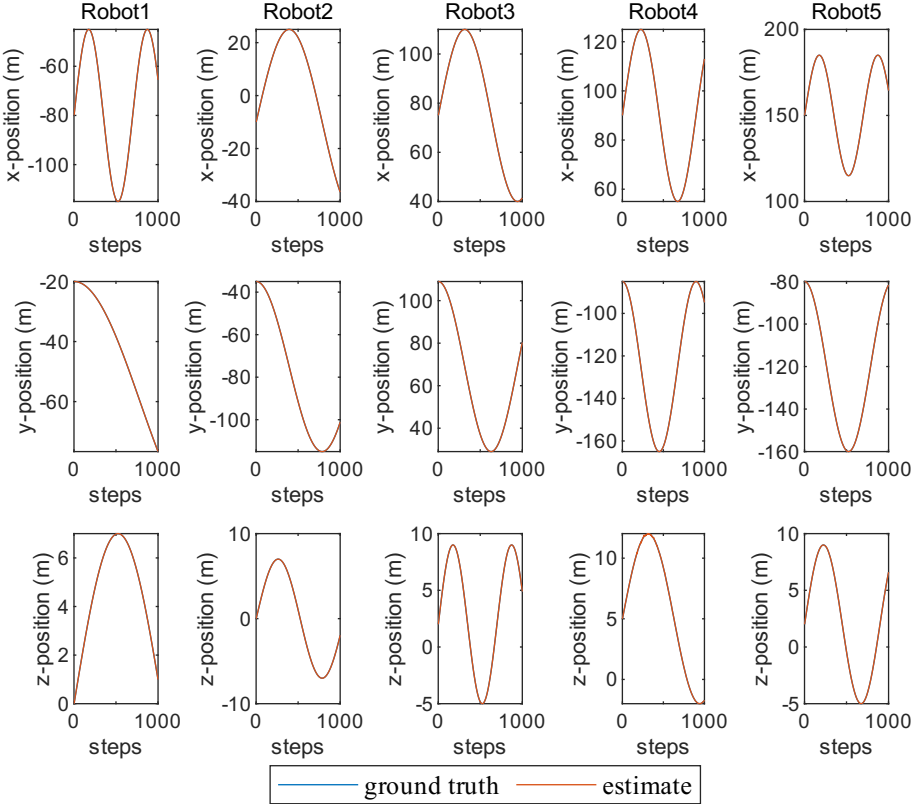 Robot1 Robot2 Robot3 Robot4 Robot5
x-position (m) -60 -80 -100 0 1000 steps
x-position (m) 20 0 -20 -40 0 1000 steps
x-position (m) 100 80 60 40 0 1000 steps
x-position (m) 120 100 80 60 0 1000 steps
x-position (m) 200 150 100 0 1000 steps
y-position (m) -20 -40 -60 0 1000 steps
y-position (m) -40 -60 -80 -100 0 1000 steps
y-position (m) 100 80 60 40 0 1000 steps
y-position (m) -100 -120 -140 -160 0 1000 steps
y-position (m) -80 -100 -120 -140 -160 0 1000 steps
z-position (m) 6 4 2 0 0 1000 steps
z-position (m) 10 0 -10 0 1000 steps
z-position (m) 10 5 0 -5 0 1000 steps
z-position (m) 10 5 0 0 1000 steps
z-position (m) 10 5 0 -5 0 1000 steps
ground truth estimate